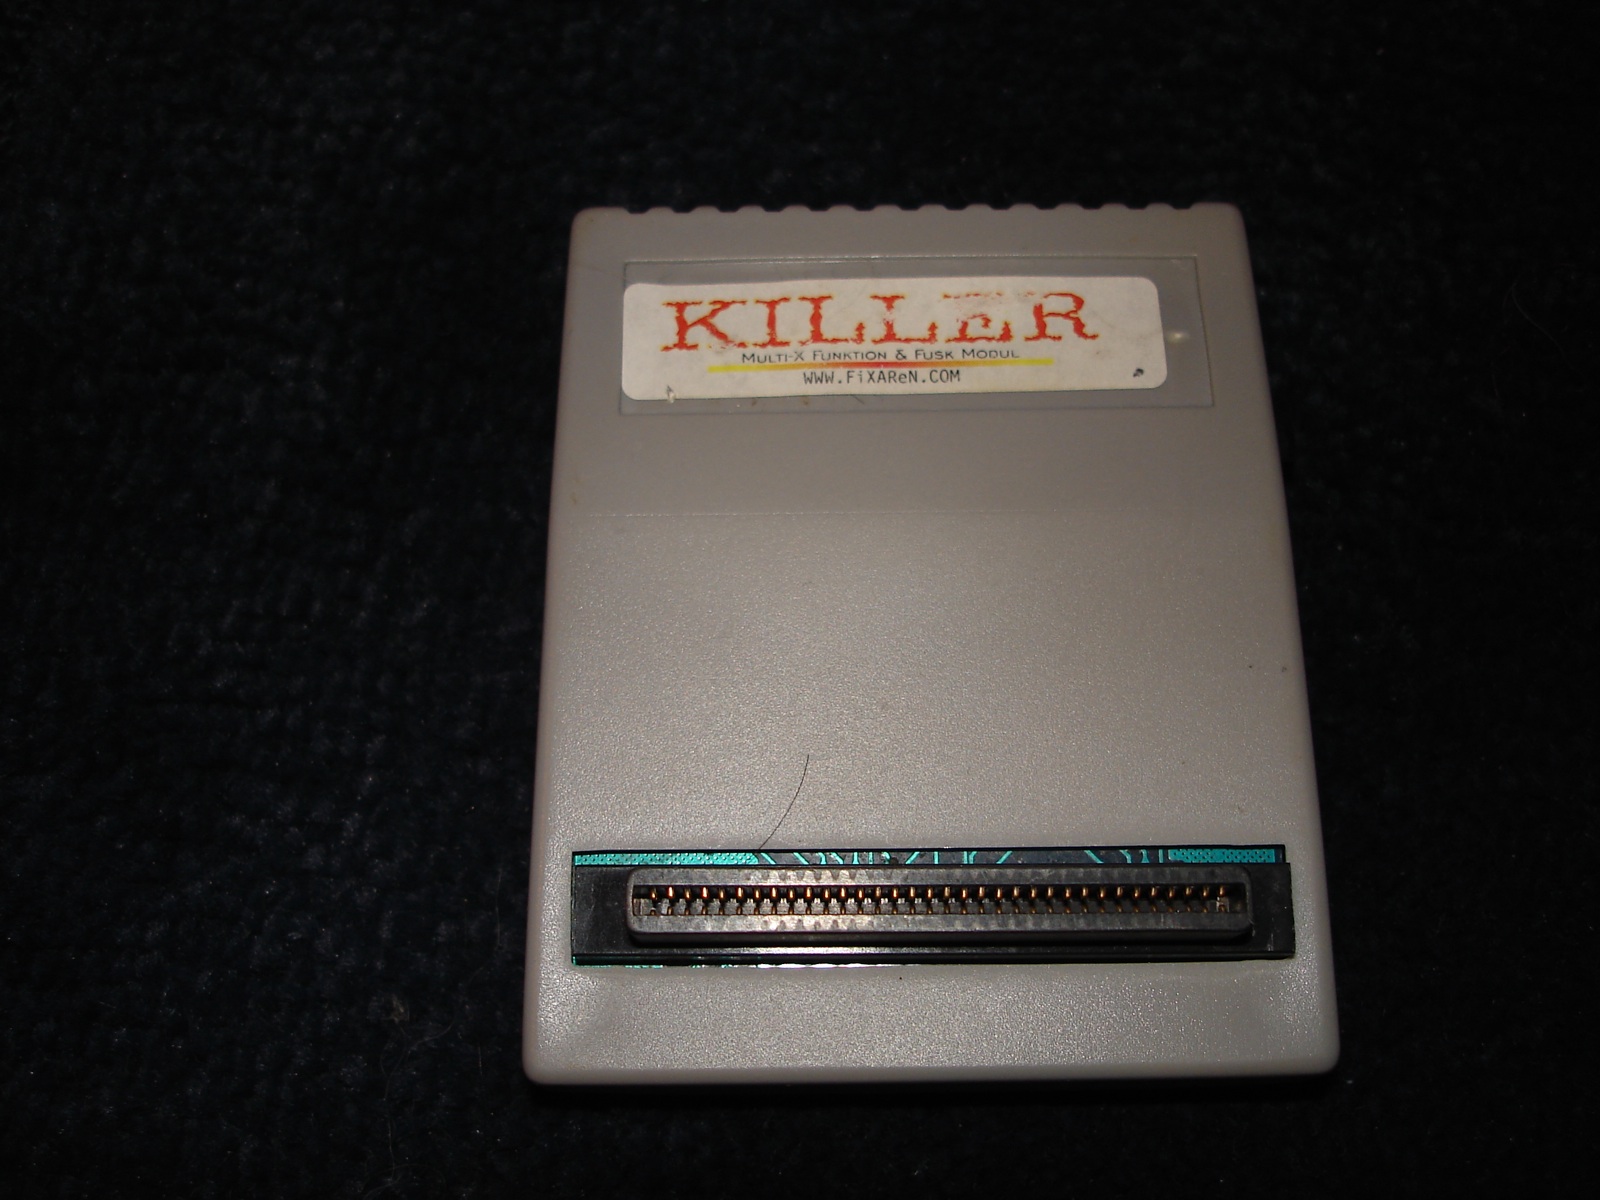 KILLER
MULTI-X FUNKTION & FUSK MODUL
WWW.FiXAReN.COM